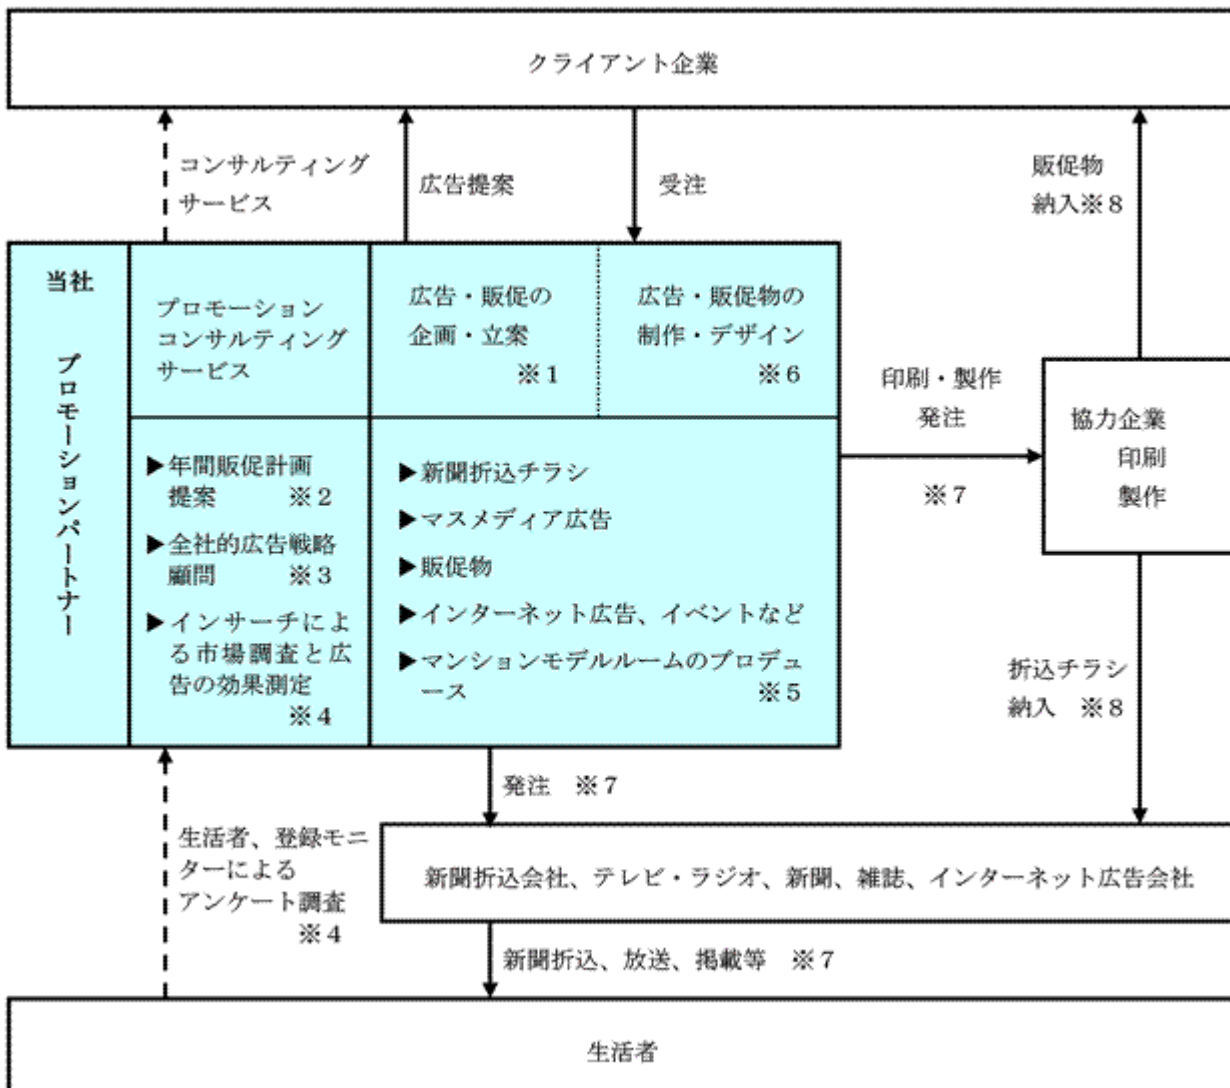 クライアント企業
コンサルティング
サービス
広告提案
受注
販促物
納入※８
当社
プロモーションパートナー
プロモーション
コンサルティング
サービス
広告・販促の
企画・立案
※１
広告・販促物の
制作・デザイン
※６
印刷・製作
発注
※７
協力企業
印刷
製作
▶年間販促計画
提案 ※２
▶全社的広告戦略
顧問 ※３
▶インサーチによ
る市場調査と広
告の効果測定
※４
▶新聞折込チラシ
▶マスメディア広告
▶販促物
▶インターネット広告、イベントなど
▶マンションモデルルームのプロデュ
ース ※５
折込チラシ
納入 ※８
発注 ※７
生活者、登録モニ
ターによる
アンケート調査
※４
新聞折込会社、テレビ・ラジオ、新聞、雑誌、インターネット広告会社
新聞折込、放送、掲載等 ※７
生活者